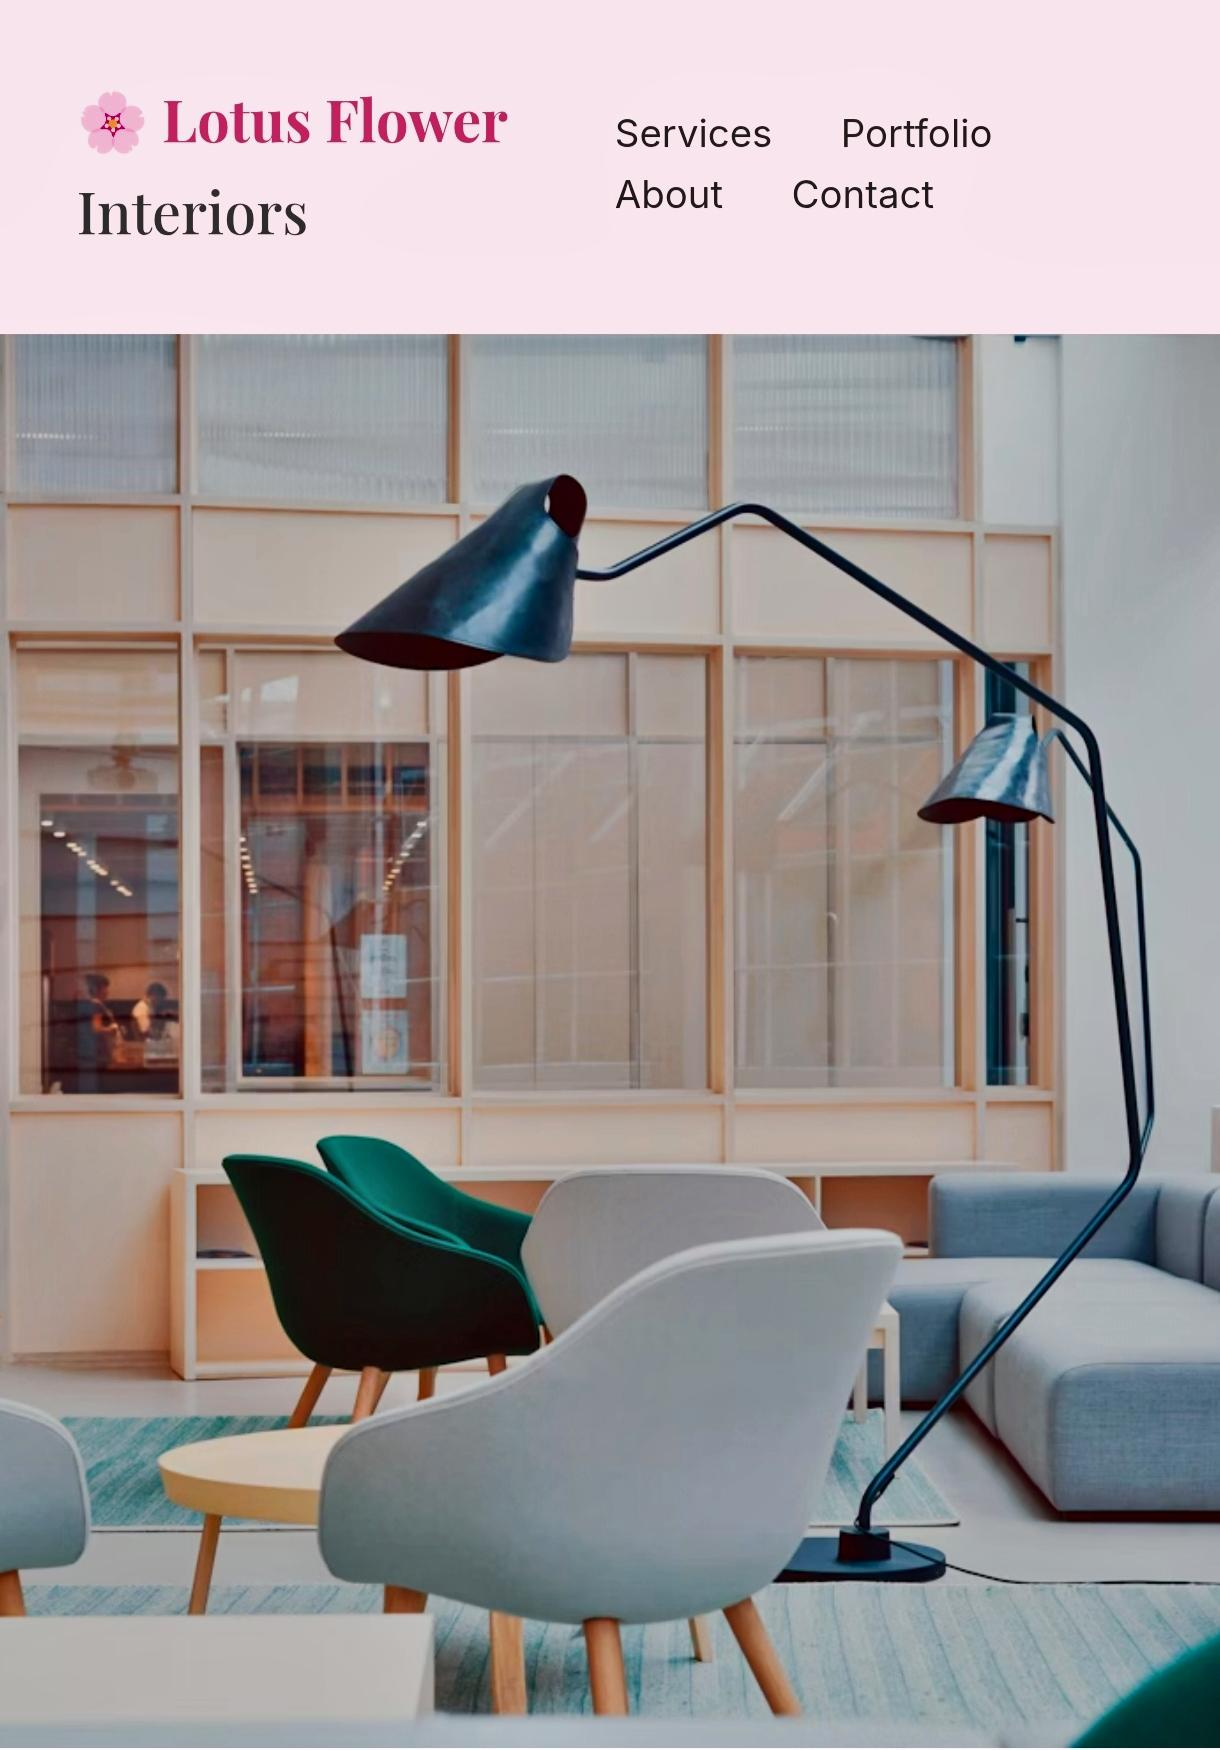 🌸 Lotus Flower
Interiors
Services Portfolio
About Contact